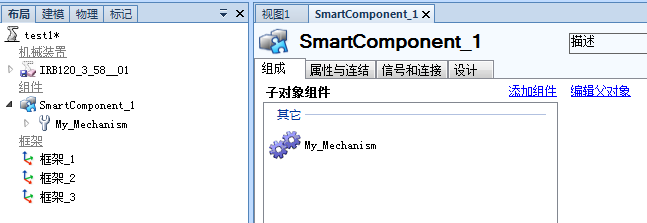 布局 建模 物理 标记
test1*
机械装置
IRB120_3_58__01
组件
SmartComponent_1
My_Mechanism
框架
框架_1
框架_2
框架_3
视图1 SmartComponent_1 ×
SmartComponent_1
描述
组成 属性与连结 信号和连接 设计
子对象组件 添加组件 编辑父对象
其它
My_Mechanism